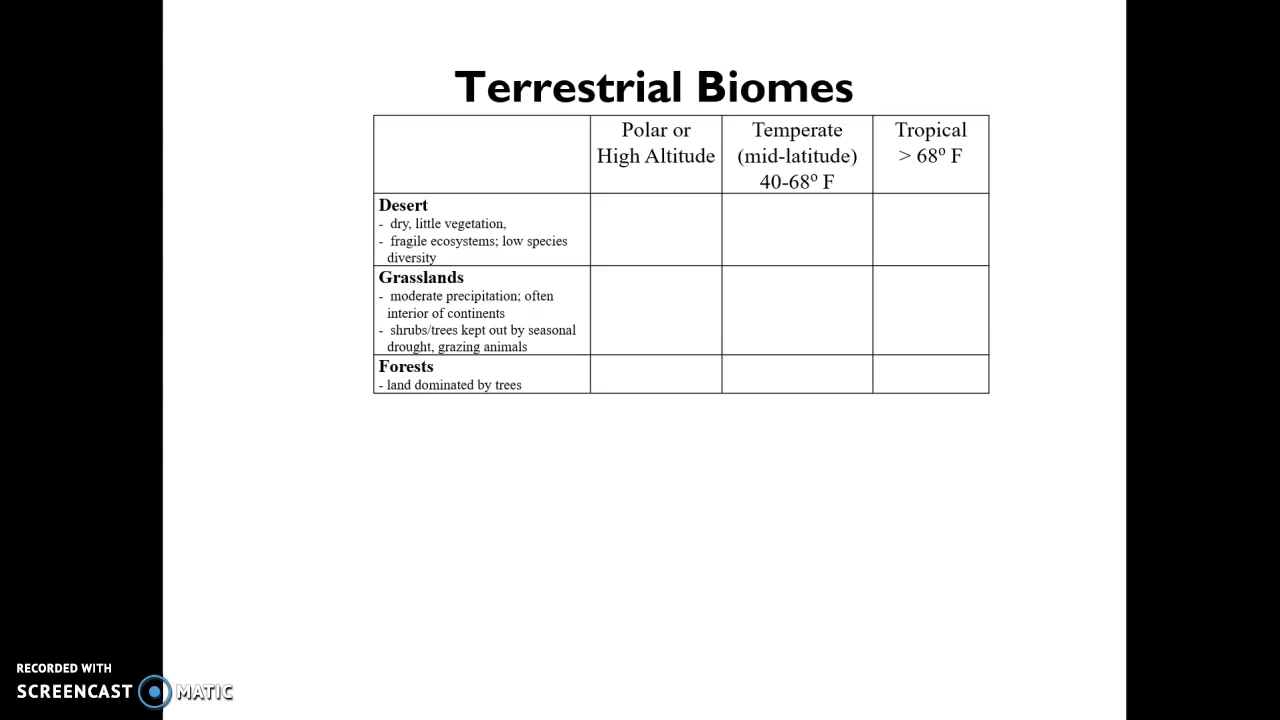 Terrestrial Biomes
Polar or
High Altitude
Temperate
(mid-latitude)
40-68º F
Tropical
> 68º F
Desert
- dry, little vegetation,
- fragile ecosystems; low species
diversity
Grasslands
- moderate precipitation; often
interior of continents
- shrubs/trees kept out by seasonal
drought, grazing animals
Forests
- land dominated by trees
RECORDED WITH
SCREENCAST MATIC